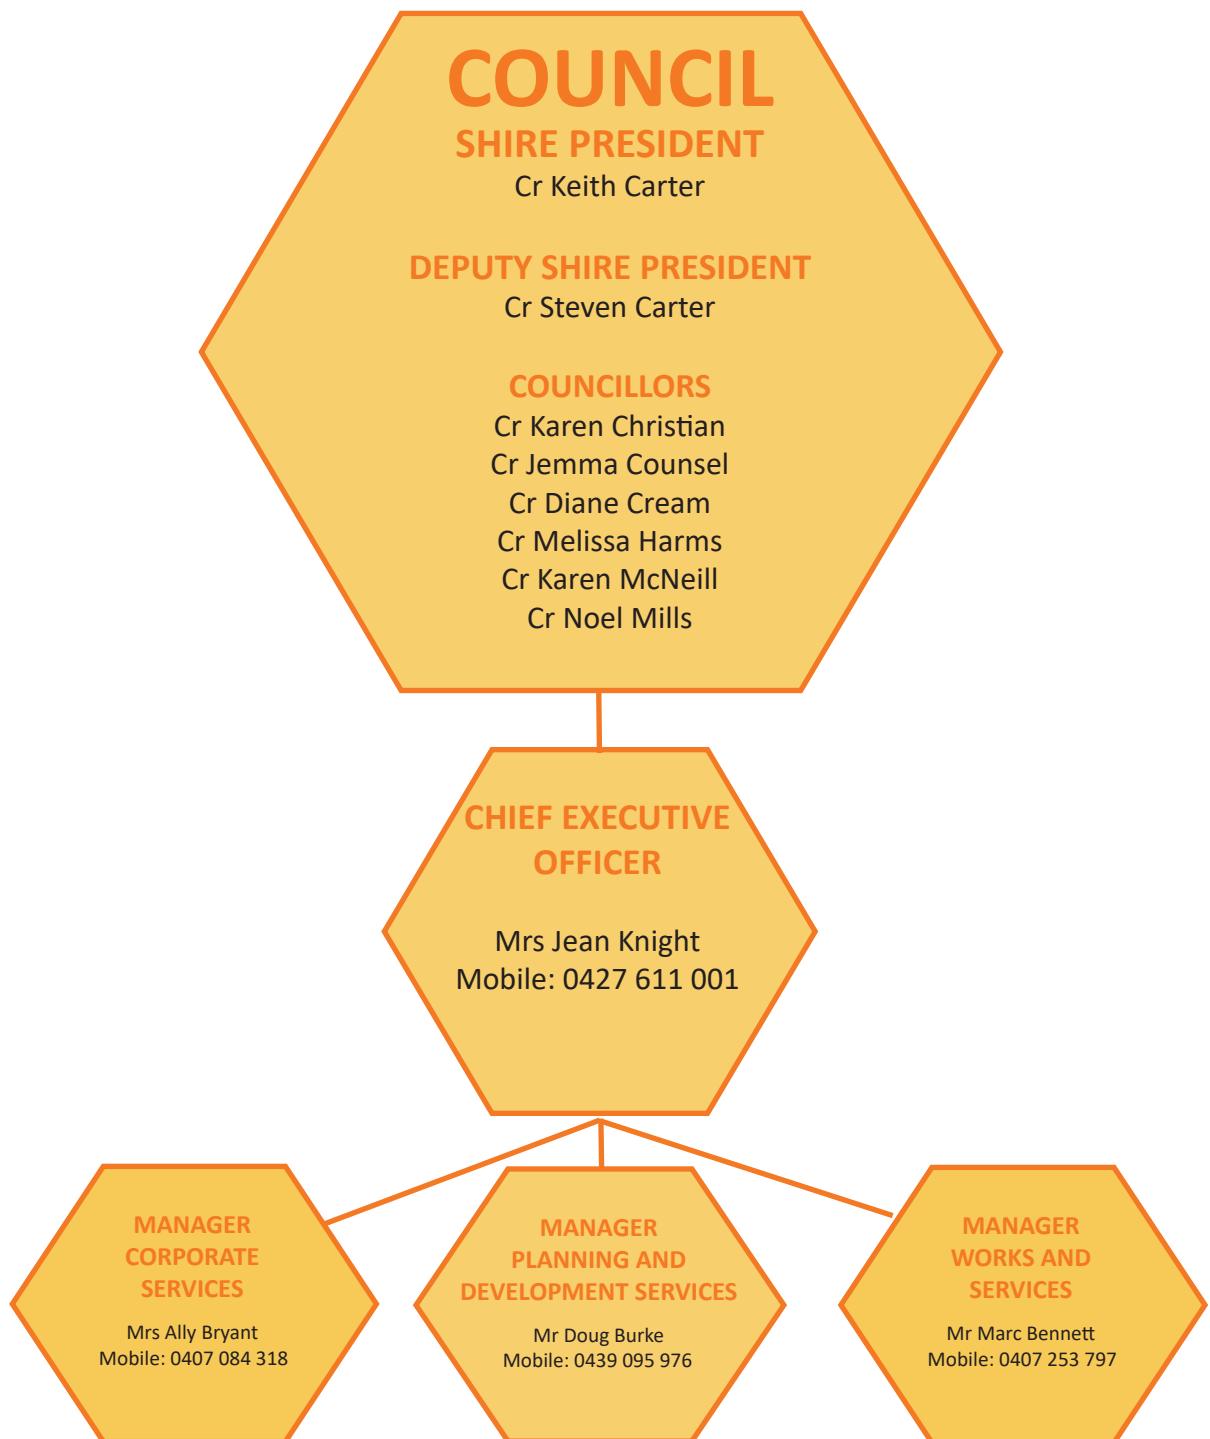 COUNCIL
SHIRE PRESIDENT
Cr Keith Carter
DEPUTY SHIRE PRESIDENT
Cr Steven Carter
COUNCILLORS
Cr Karen Christian
Cr Jemma Counsel
Cr Diane Cream
Cr Melissa Harms
Cr Karen McNeill
Cr Noel Mills
CHIEF EXECUTIVE
OFFICER
Mrs Jean Knight
Mobile: 0427 611 001
MANAGER
CORPORATE
SERVICES
Mrs Ally Bryant
Mobile: 0407 084 318
MANAGER
PLANNING AND
DEVELOPMENT SERVICES
Mr Doug Burke
Mobile: 0439 095 976
MANAGER
WORKS AND
SERVICES
Mr Marc Bennett
Mobile: 0407 253 797